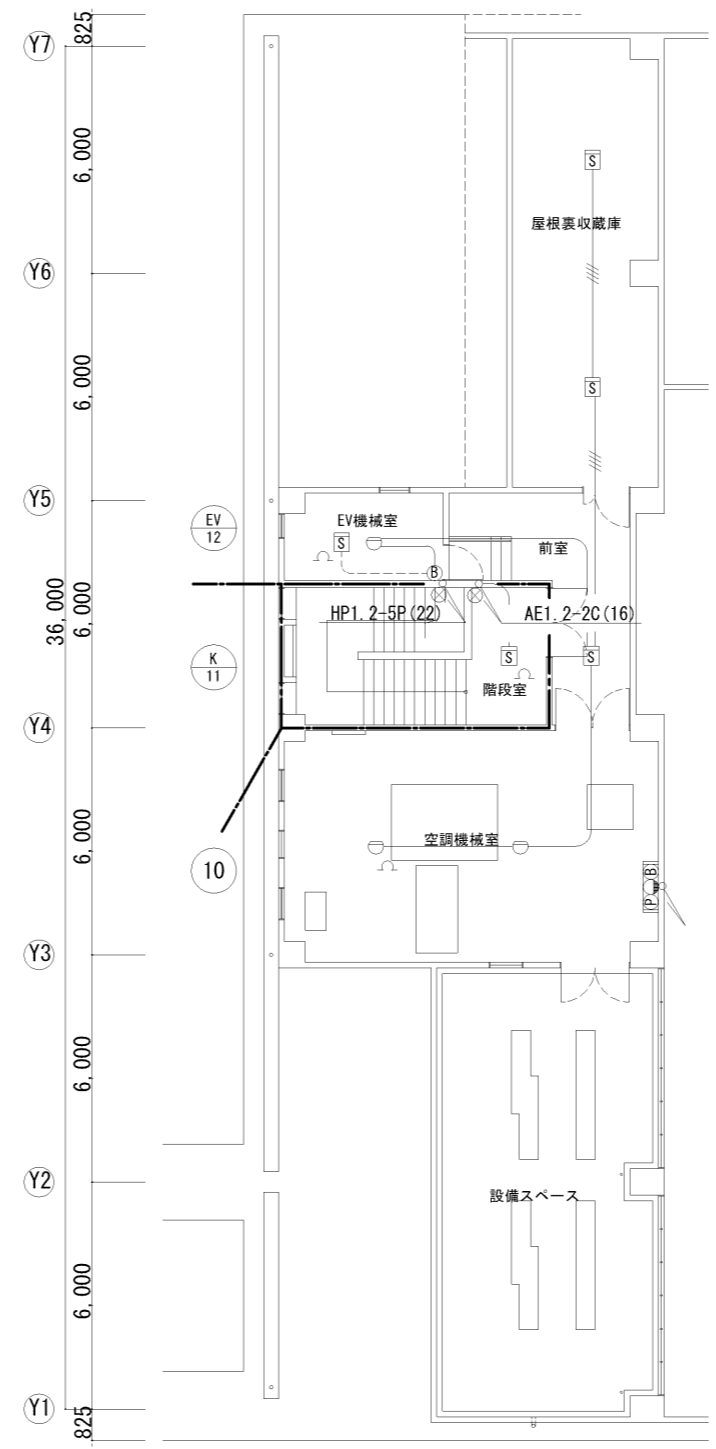 Y7
825
6,000
S
屋根裏収蔵庫
Y6
6,000
S
Y5
EV
12
EV機械室
S
前室
B
36,000
6,000
HP1.2-5P(22)
AE1.2-2C(16)
K
11
S
S
階段室
Y4
6,000
空調機械室
10
B
P
Y3
6,000
Y2
設備スペース
6,000
Y1
825